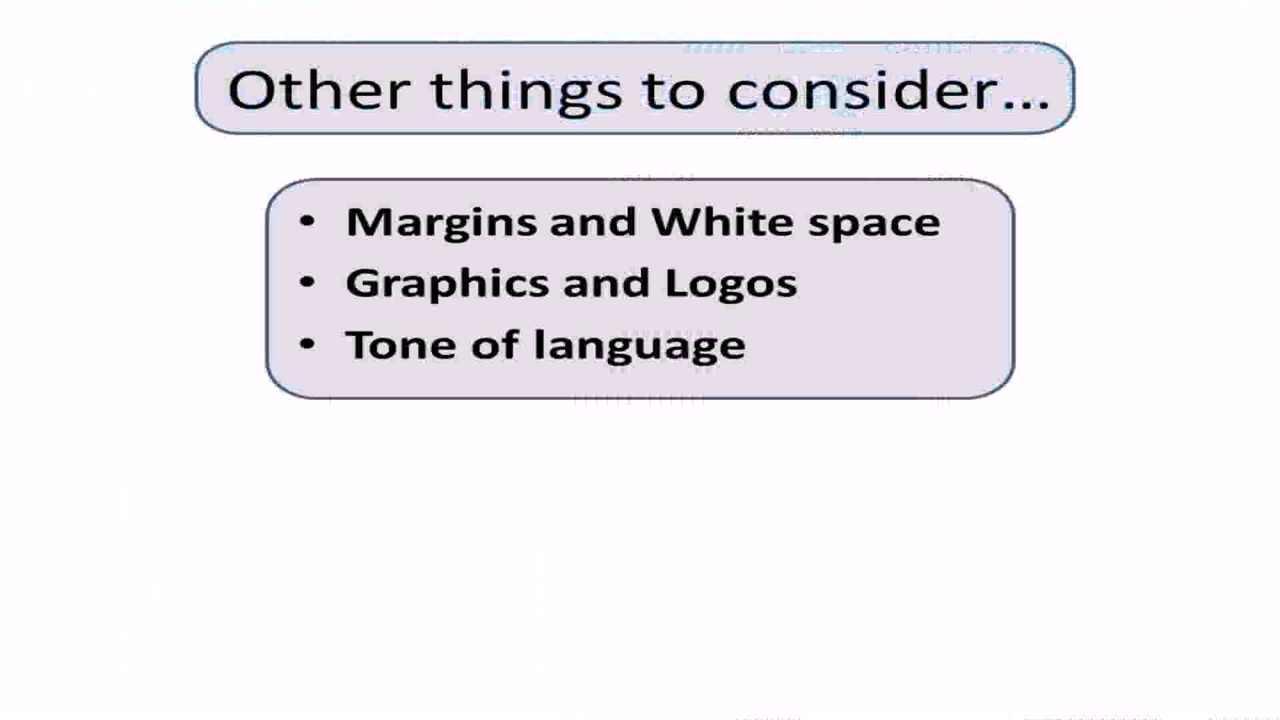 Other things to consider...
• Margins and White space
• Graphics and Logos
• Tone of language